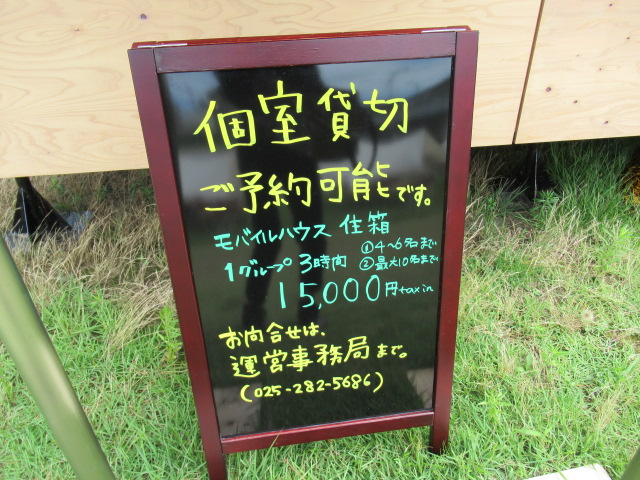 個室貸切
ご予約可能です。
モバイルハウス 住箱
1グループ 3時間 ①4〜6名まで
②最大10名まで
15,000円tax in
お問合せは、
運営事務局まで。
(025-282-5686)